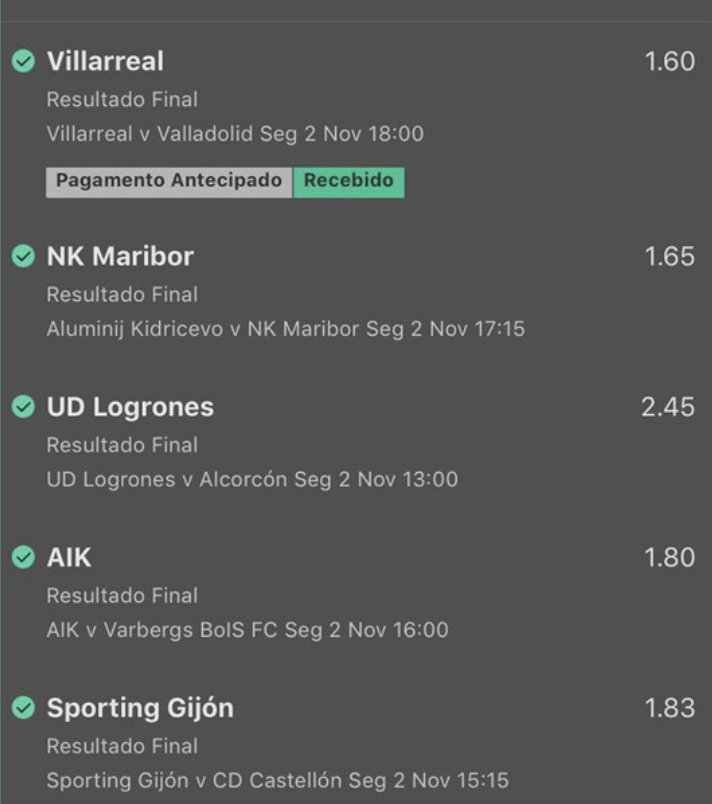 Villarreal 1.60
Resultado Final
Villarreal v Valladolid Seg 2 Nov 18:00
Pagamento Antecipado Recebido
NK Maribor 1.65
Resultado Final
Aluminij Kidricevo v NK Maribor Seg 2 Nov 17:15
UD Logrones 2.45
Resultado Final
UD Logrones v Alcorcón Seg 2 Nov 13:00
AIK 1.80
Resultado Final
AIK v Varbergs BoIS FC Seg 2 Nov 16:00
Sporting Gijón 1.83
Resultado Final
Sporting Gijón v CD Castellón Seg 2 Nov 15:15